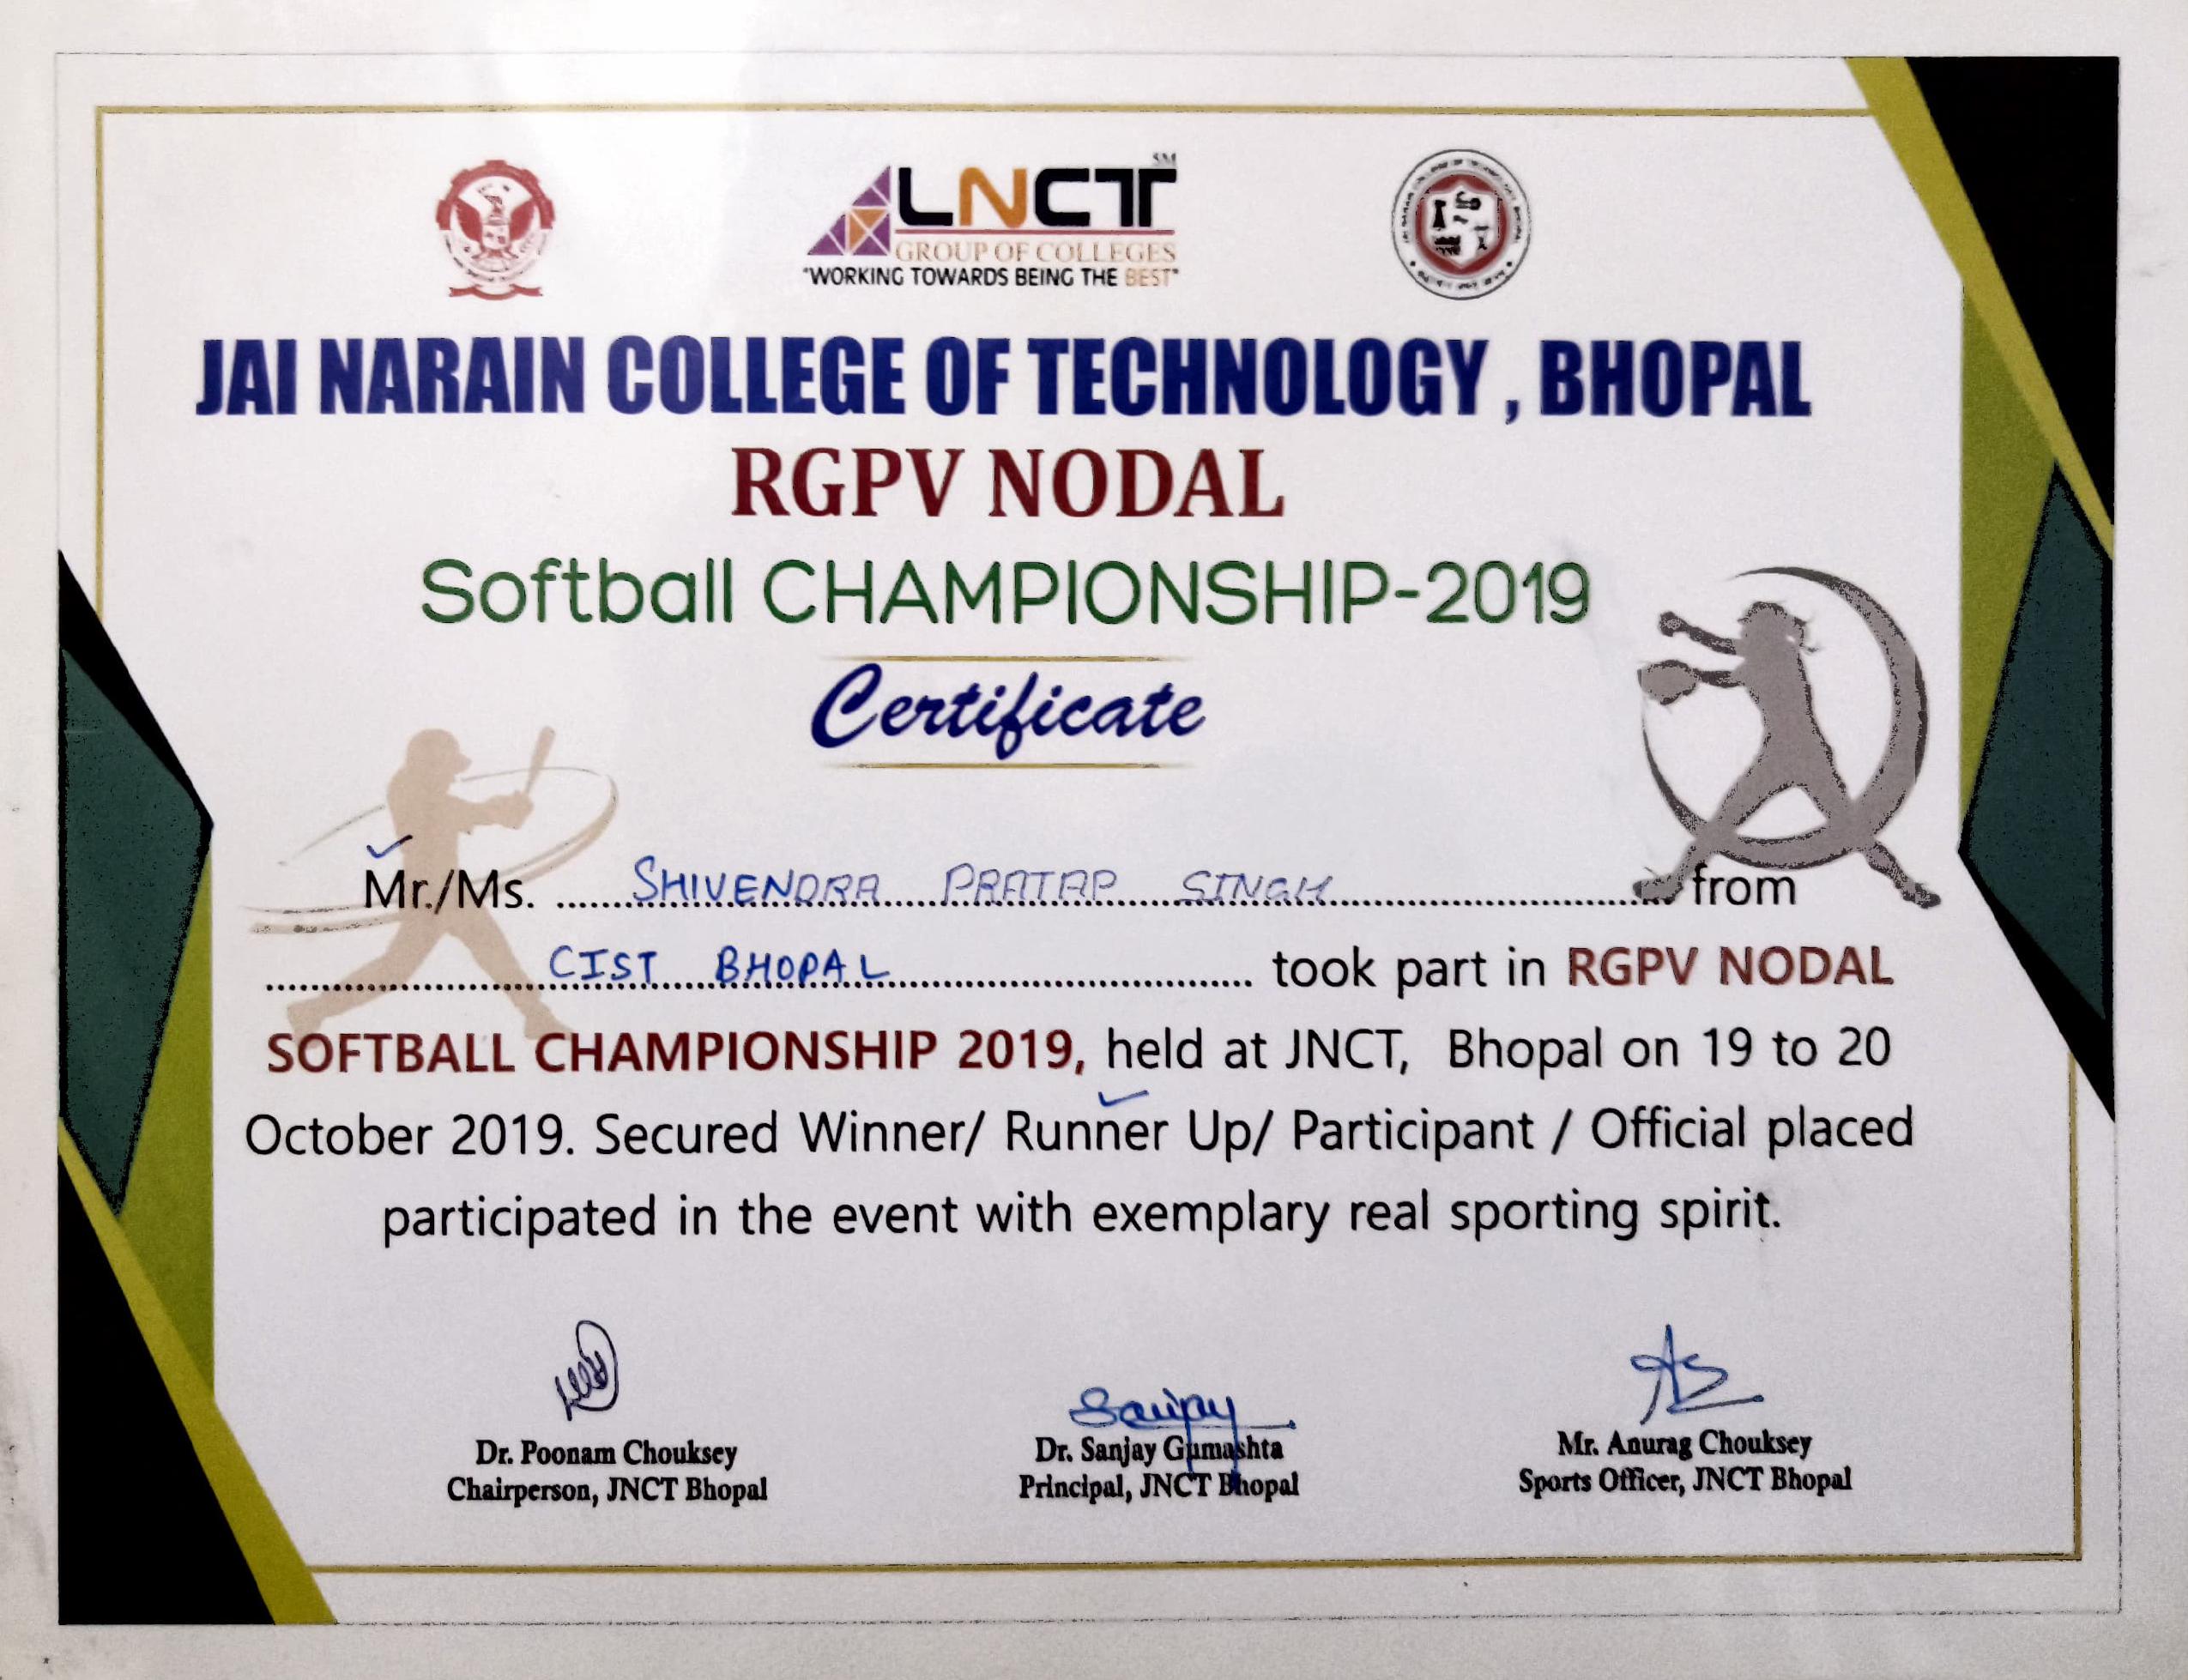 LNCT SM
GROUP OF COLLEGES
"WORKING TOWARDS BEING THE BEST"
JAI NARAIN COLLEGE OF TECHNOLOGY , BHOPAL
RGPV NODAL
Softball CHAMPIONSHIP-2019
Certificate
Mr./Ms. SHIVENDRA PRATAP SINGH from
CIST BHOPAL took part in RGPV NODAL
SOFTBALL CHAMPIONSHIP 2019, held at JNCT, Bhopal on 19 to 20
October 2019. Secured Winner/ Runner Up/ Participant / Official placed
participated in the event with exemplary real sporting spirit.
Sanjay
AS
Dr. Poonam Chouksey
Chairperson, JNCT Bhopal
Dr. Sanjay Gumashta
Principal, JNCT Bhopal
Mr. Anurag Chouksey
Sports Officer, JNCT Bhopal